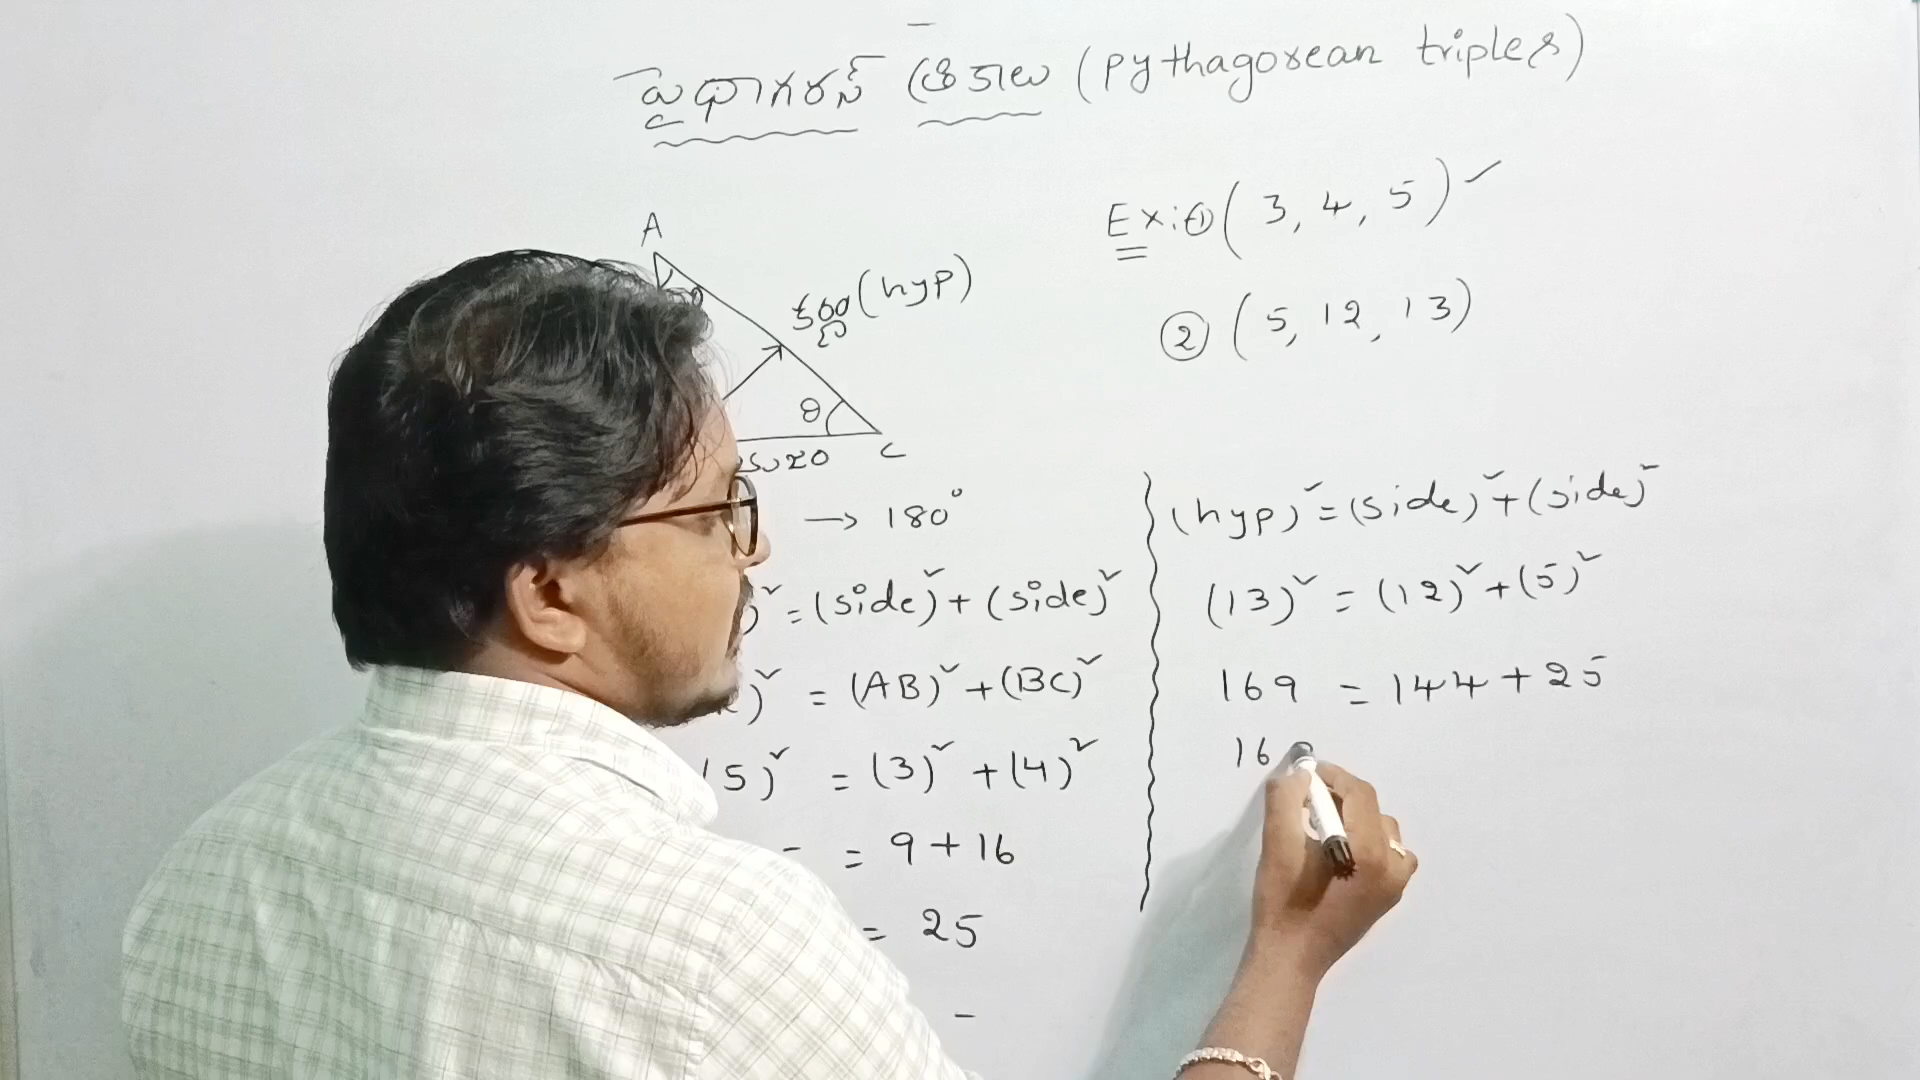 పైథాగరస్ త్రికాలు (pythagorean triples)
Ex:① (3, 4, 5) ✓
② (5, 12, 13)
A
కర్ణం (hyp)
θ
C
→ 180°
)² = (side)² + (side)²
)² = (AB)² + (BC)²
(5)² = (3)² + (4)²
= 9 + 16
= 25
(hyp)² = (side)² + (side)²
(13)² = (12)² + (5)²
169 = 144 + 25
16